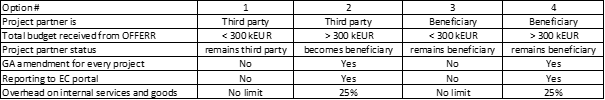 Option # 1 2 3 4
Project partner is Third party Third party Beneficiary Beneficiary
Total budget received from OFFERR < 300 kEUR > 300 kEUR < 300 kEUR > 300 kEUR
Project partner status remains third party becomes beneficiary remains beneficiary remains beneficiary
GA amendment for every project No Yes No Yes
Reporting to EC portal No Yes No Yes
Overhead on internal services and goods No limit 25% No limit 25%